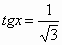 tgx = 1/√3